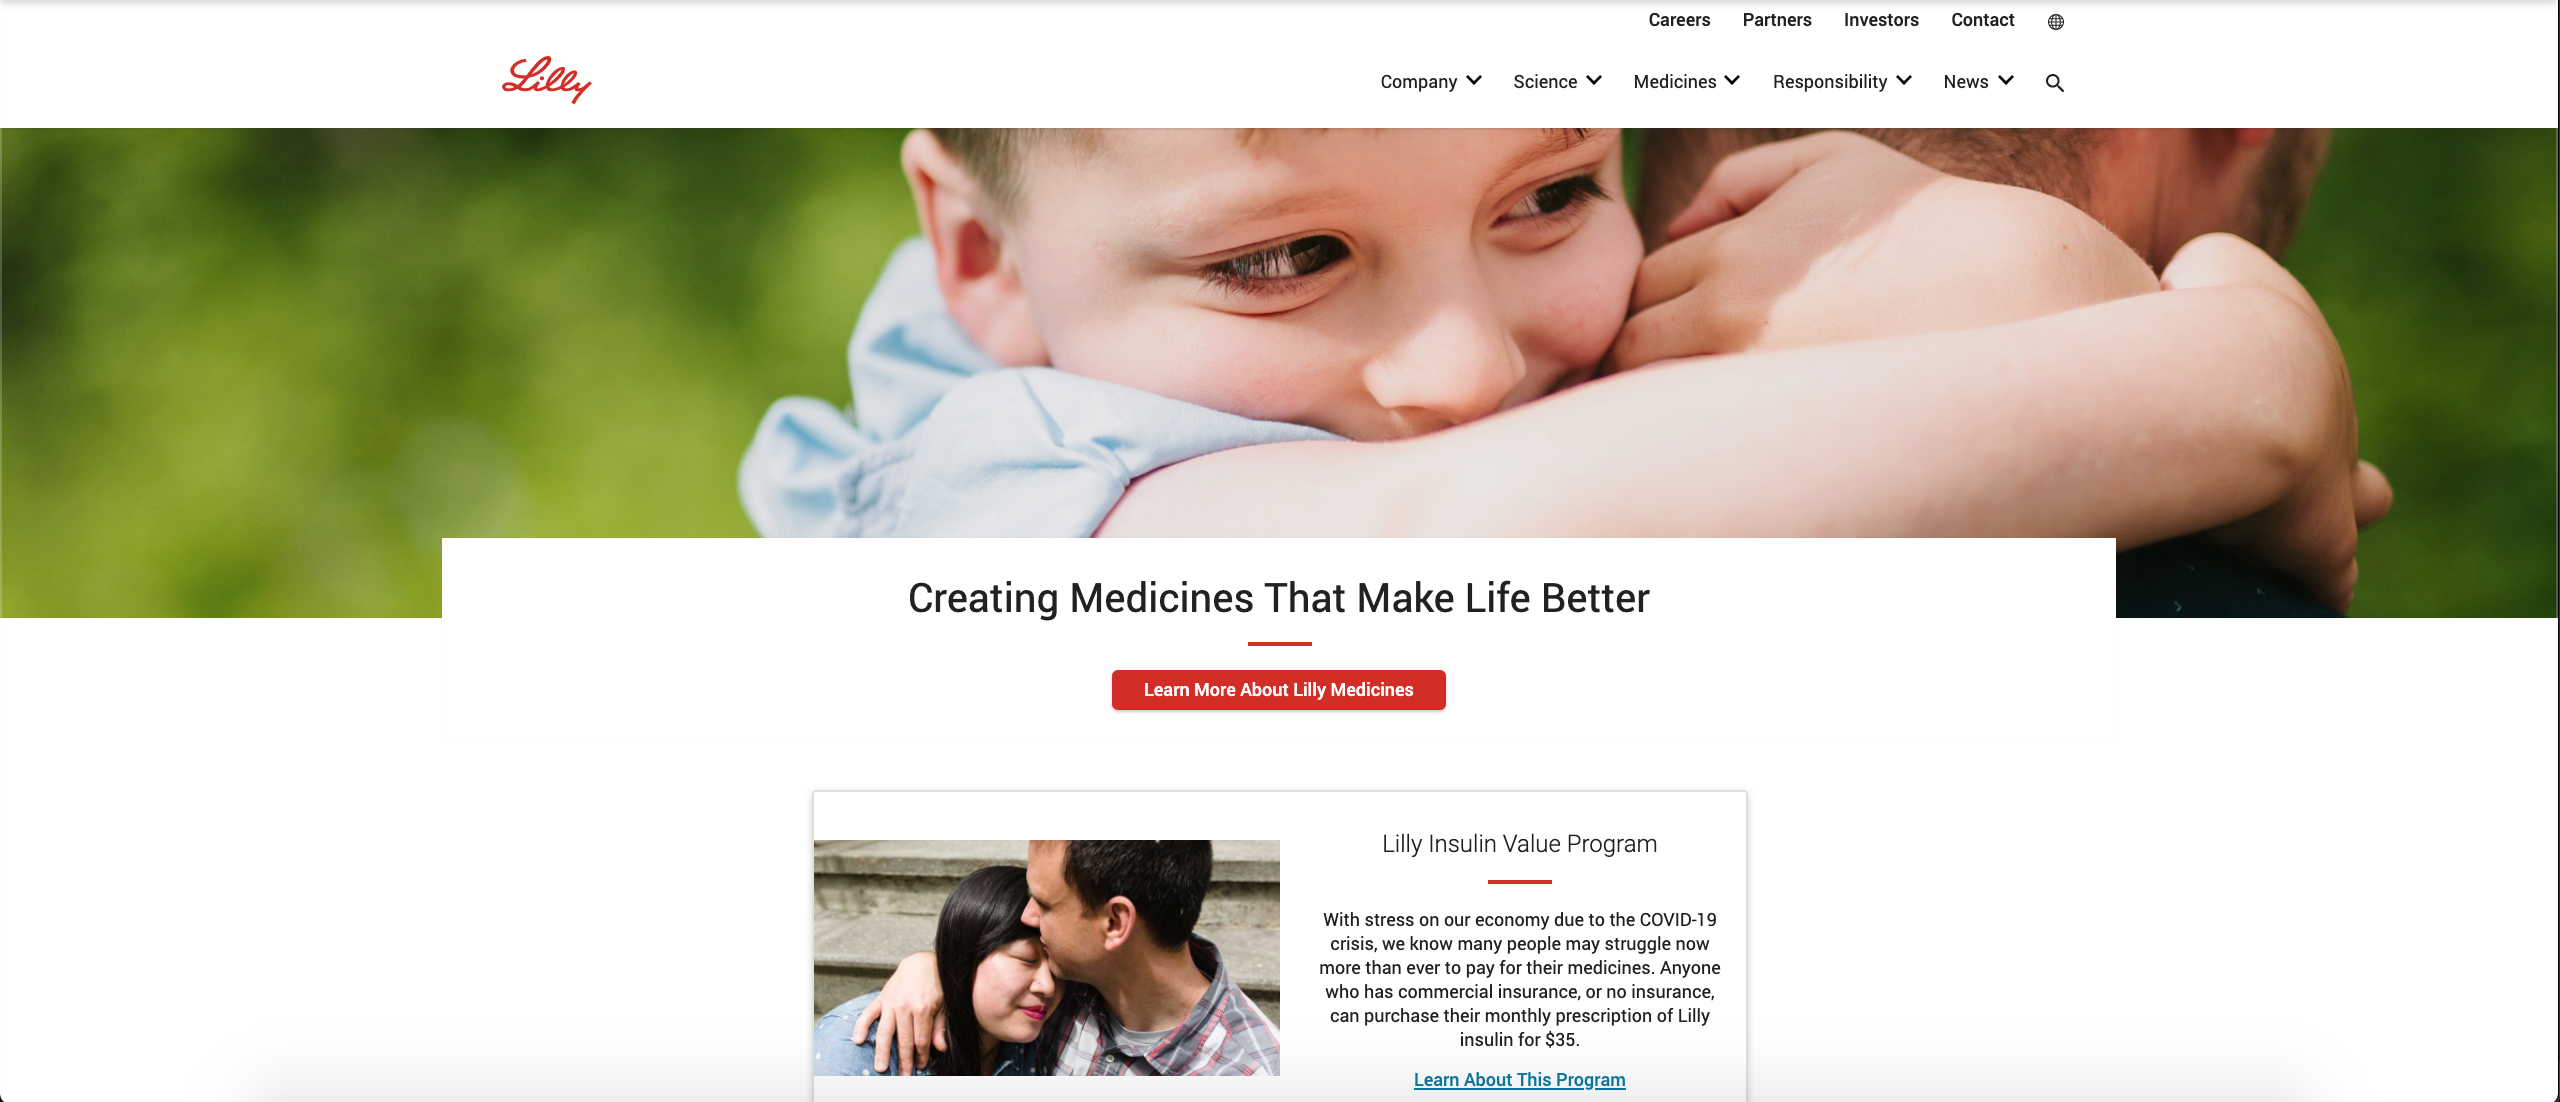 Careers Partners Investors Contact
Lilly
Company Science Medicines Responsibility News
Creating Medicines That Make Life Better
Learn More About Lilly Medicines
Lilly Insulin Value Program
With stress on our economy due to the COVID-19
crisis, we know many people may struggle now
more than ever to pay for their medicines. Anyone
who has commercial insurance, or no insurance,
can purchase their monthly prescription of Lilly
insulin for $35.
Learn About This Program